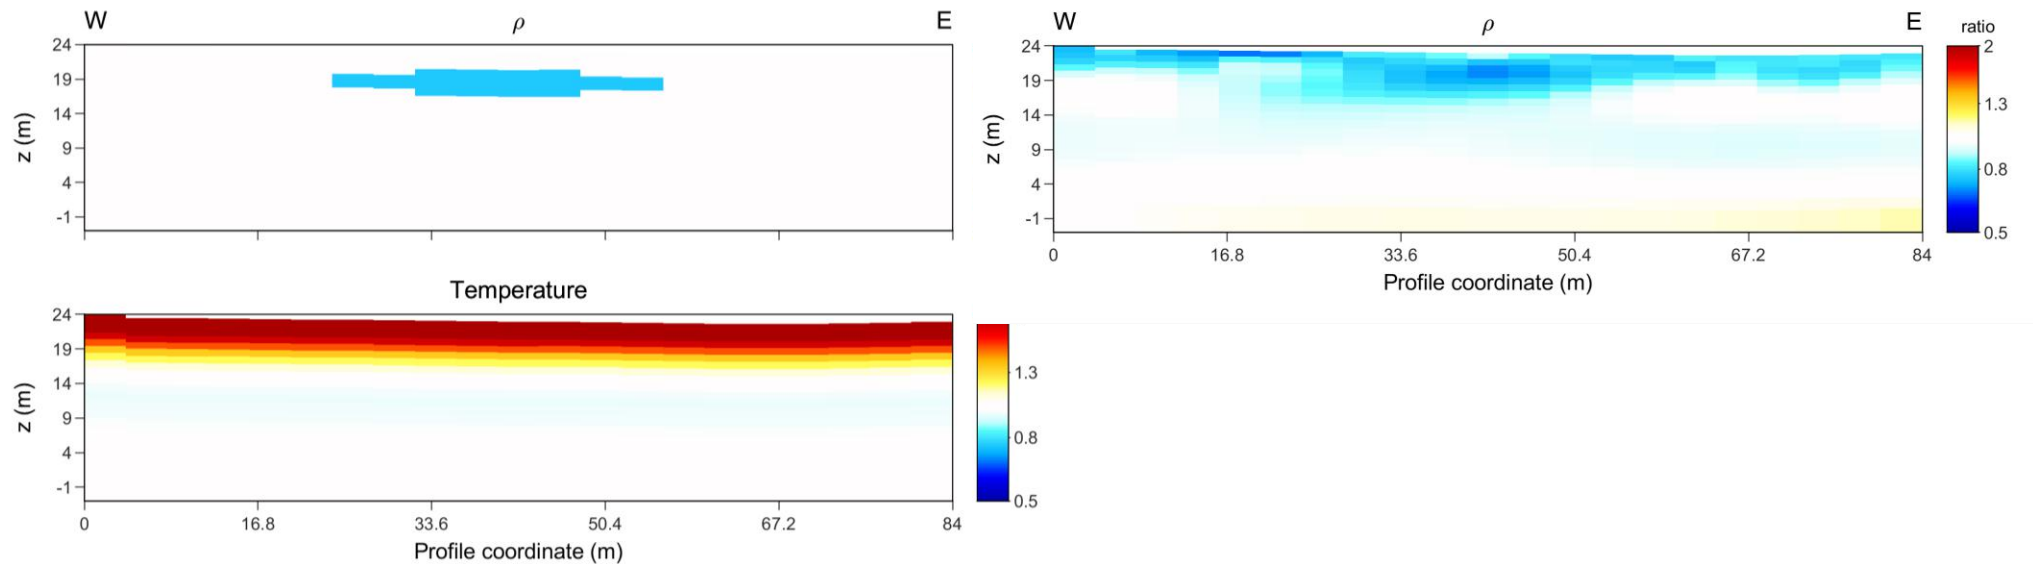 W ρ E
24
19
14
9
4
-1
z (m)
Temperature
24
19
14
9
4
-1
z (m)
0 16.8 33.6 50.4 67.2 84
Profile coordinate (m)
1.3
0.8
0.5
W ρ E
24
19
14
9
4
-1
z (m)
0 16.8 33.6 50.4 67.2 84
Profile coordinate (m)
ratio
2
1.3
0.8
0.5